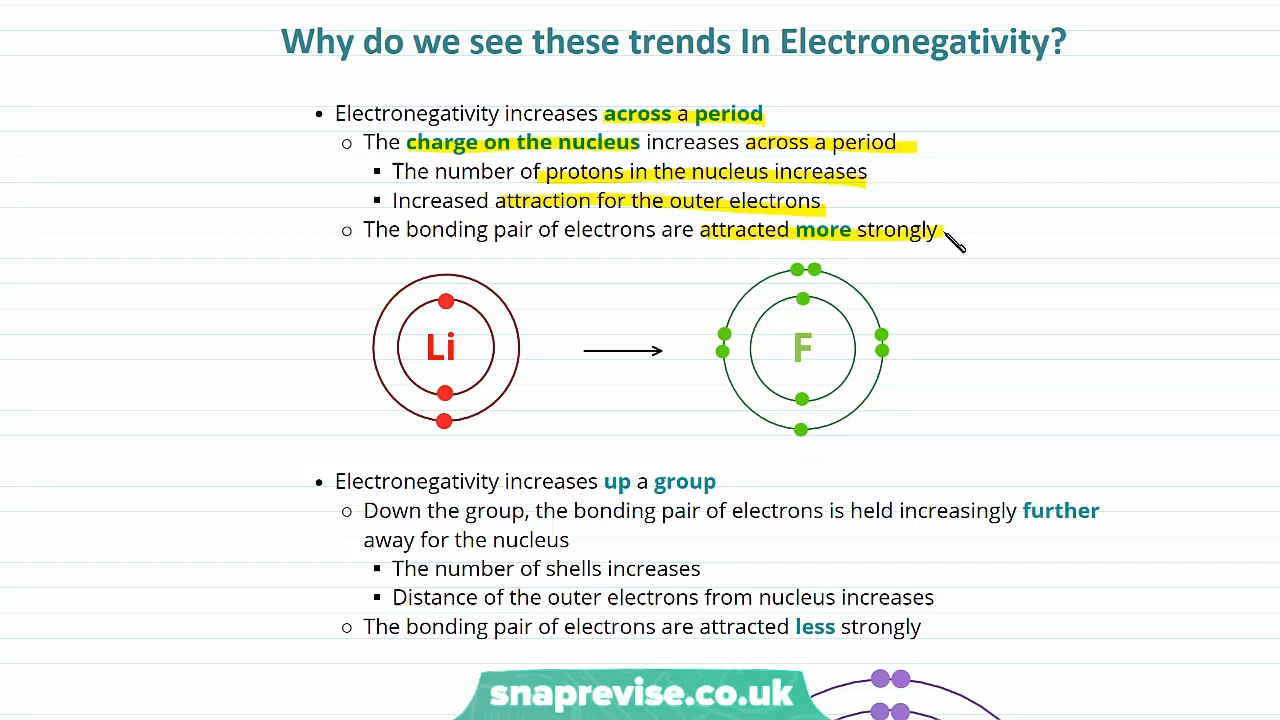 Why do we see these trends In Electronegativity?
• Electronegativity increases across a period
○ The charge on the nucleus increases across a period
▪ The number of protons in the nucleus increases
▪ Increased attraction for the outer electrons
○ The bonding pair of electrons are attracted more strongly
Li
F
• Electronegativity increases up a group
○ Down the group, the bonding pair of electrons is held increasingly further
away for the nucleus
▪ The number of shells increases
▪ Distance of the outer electrons from nucleus increases
○ The bonding pair of electrons are attracted less strongly
snaprevise.co.uk